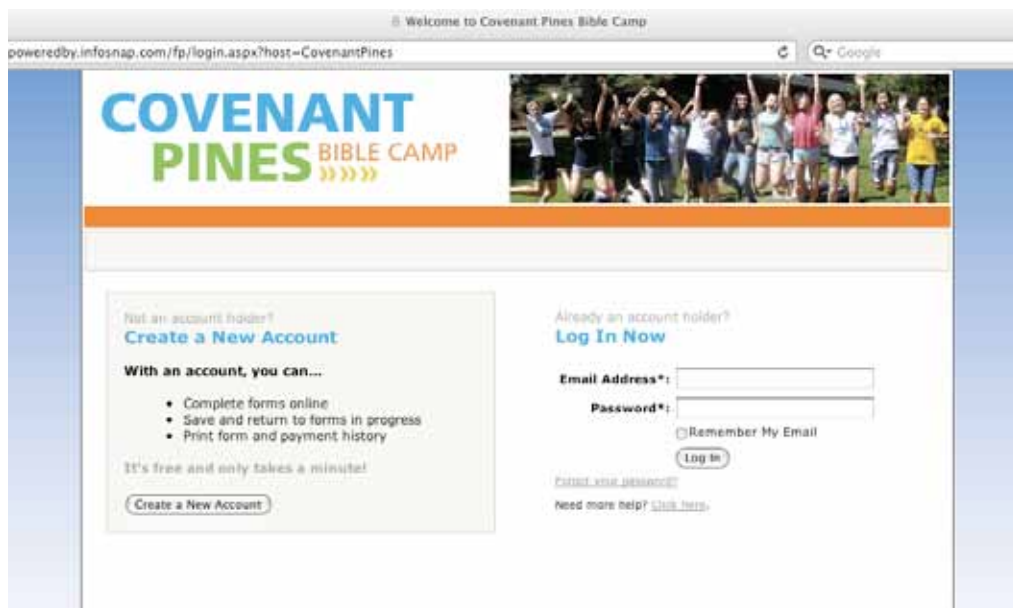 Welcome to Covenant Pines Bible Camp
poweredby.infosnap.com/fp/login.aspx?host=CovenantPines
Google
COVENANT
PINES BIBLE CAMP
»»»
Not an account holder?
Create a New Account
With an account, you can...
• Complete forms online
• Save and return to forms in progress
• Print form and payment history
It's free and only takes a minute!
Create a New Account
Already an account holder?
Log In Now
Email Address*:
Password*:
Remember My Email
Log In
Forgot your password?
Need more help? Click here.